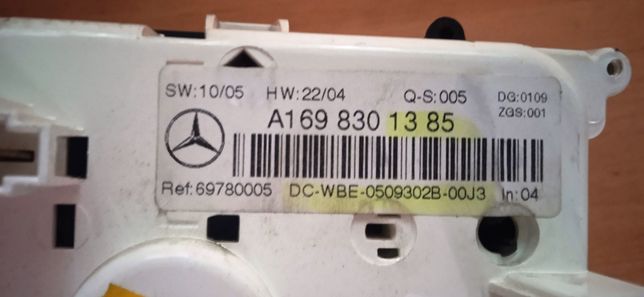 SW:10/05 HW:22/04 Q-S:005 DG:0109
ZGS:001
A169 830 13 85
Ref:69780005 DC-WBE-0509302B-00J3 In:04